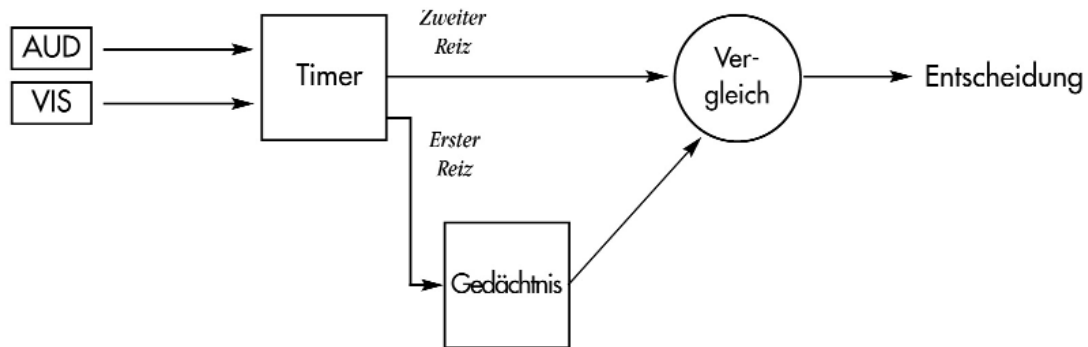 Zweiter
Reiz
AUD
Timer
Ver-
gleich
Entscheidung
VIS
Erster
Reiz
Gedächtnis